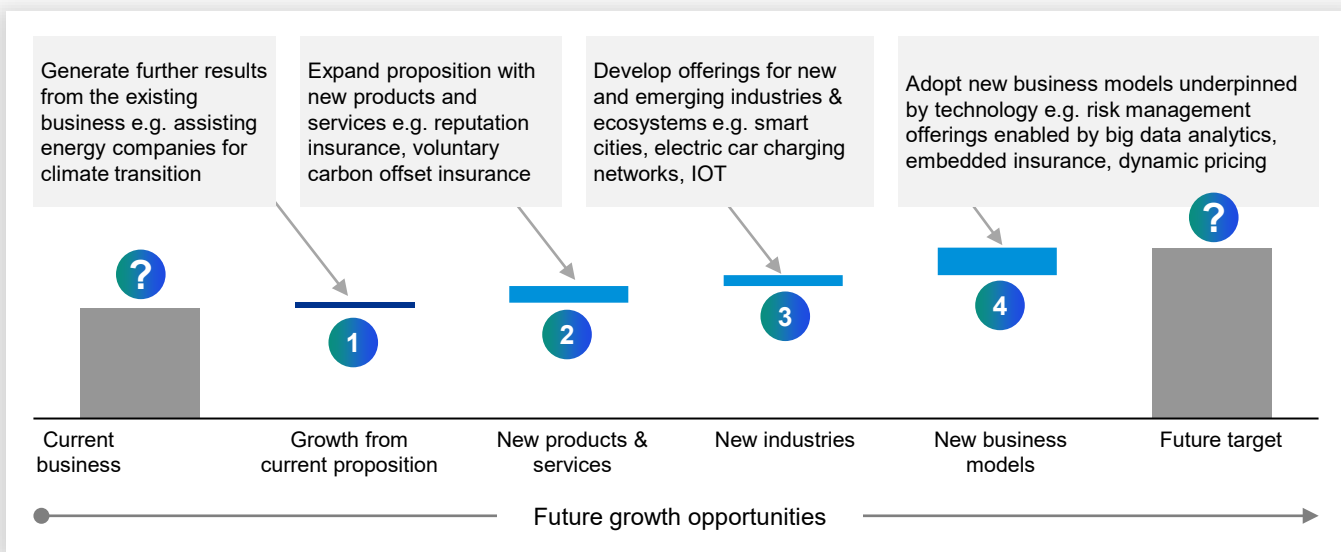 Generate further results
from the existing
business e.g. assisting
energy companies for
climate transition
Expand proposition with
new products and
services e.g. reputation
insurance, voluntary
carbon offset insurance
Develop offerings for new
and emerging industries &
ecosystems e.g. smart
cities, electric car charging
networks, IOT
Adopt new business models underpinned
by technology e.g. risk management
offerings enabled by big data analytics,
embedded insurance, dynamic pricing
?
1
2
3
4
?
Current
business
Growth from
current proposition
New products &
services
New industries
New business
models
Future target
Future growth opportunities